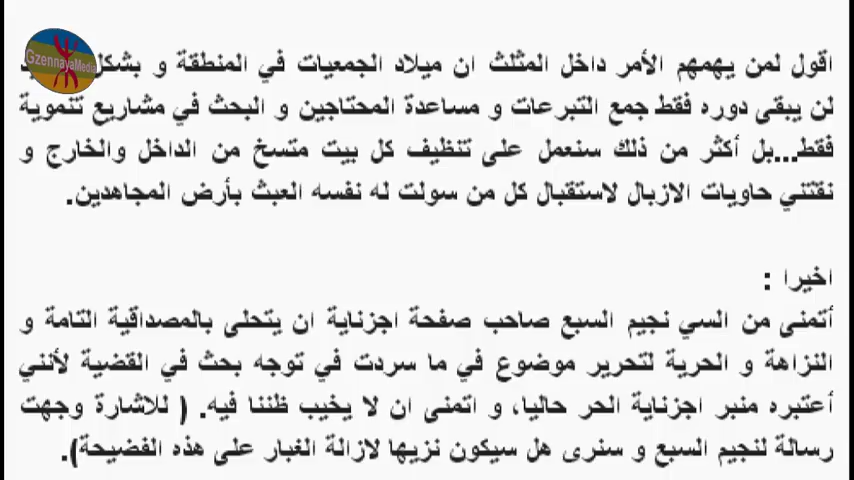 GzennayaMedia
اقول لمن يهمهم الأمر داخل المثلث ان ميلاد الجمعيات في المنطقة و بشكل
لن يبقى دوره فقط جمع التبرعات و مساعدة المحتاجين و البحث في مشاريع تنموية
فقط...بل أكثر من ذلك سنعمل على تنظيف كل بيت متسخ من الداخل والخارج و
نقتني حاويات الازبال لاستقبال كل من سولت له نفسه العبث بأرض المجاهدين.
اخيرا :
أتمنى من السي نجيم السبع صاحب صفحة اجزناية ان يتحلى بالمصداقية التامة و
النزاهة و الحرية لتحرير موضوع في ما سردت في توجه بحث في القضية لأنني
أعتبره منبر اجزناية الحر حاليا، و اتمنى ان لا يخيب ظننا فيه. ( للاشارة وجهت
رسالة لنجيم السبع و سنرى هل سيكون نزيها لازالة الغبار على هذه الفضيحة).